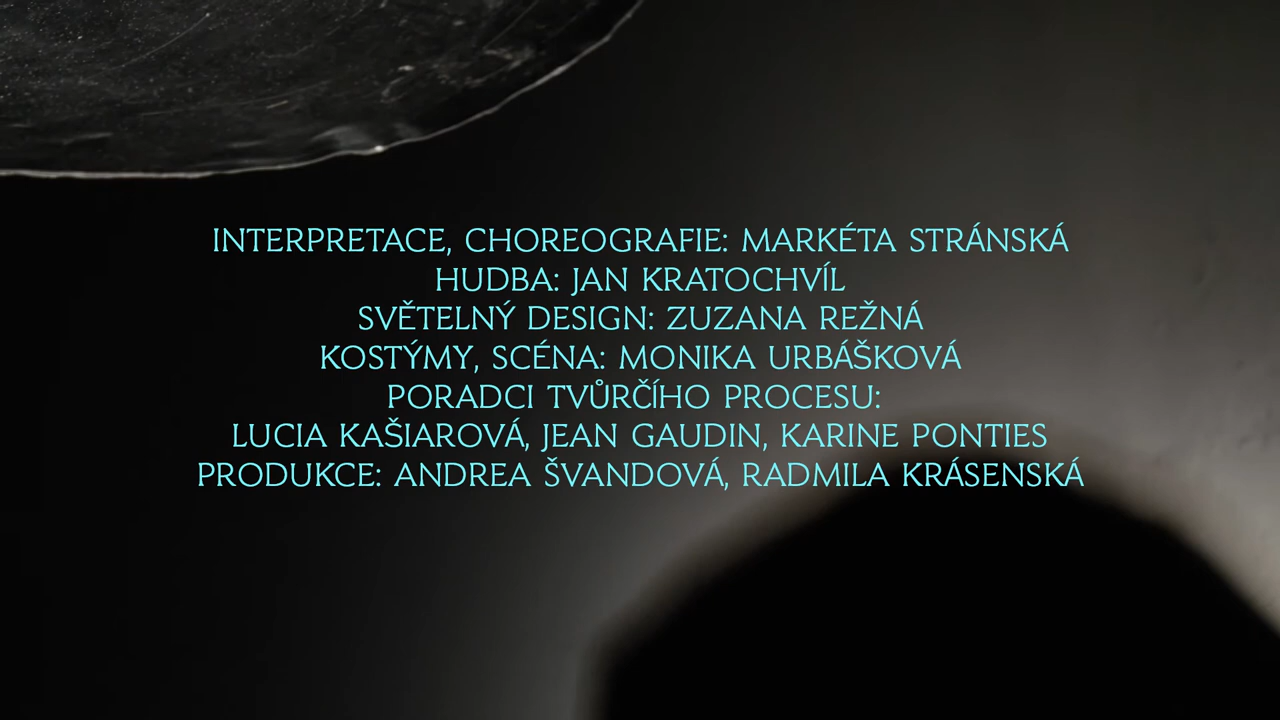 INTERPRETACE, CHOREOGRAFIE: MARKÉTA STRÁNSKÁ
HUDBA: JAN KRATOCHVÍL
SVĚTELNÝ DESIGN: ZUZANA REŽNÁ
KOSTÝMY, SCÉNA: MONIKA URBÁŠKOVÁ
PORADCI TVŮRČÍHO PROCESU:
LUCIA KAŠIAROVÁ, JEAN GAUDIN, KARINE PONTIES
PRODUKCE: ANDREA ŠVANDOVÁ, RADMILA KRÁSENSKÁ